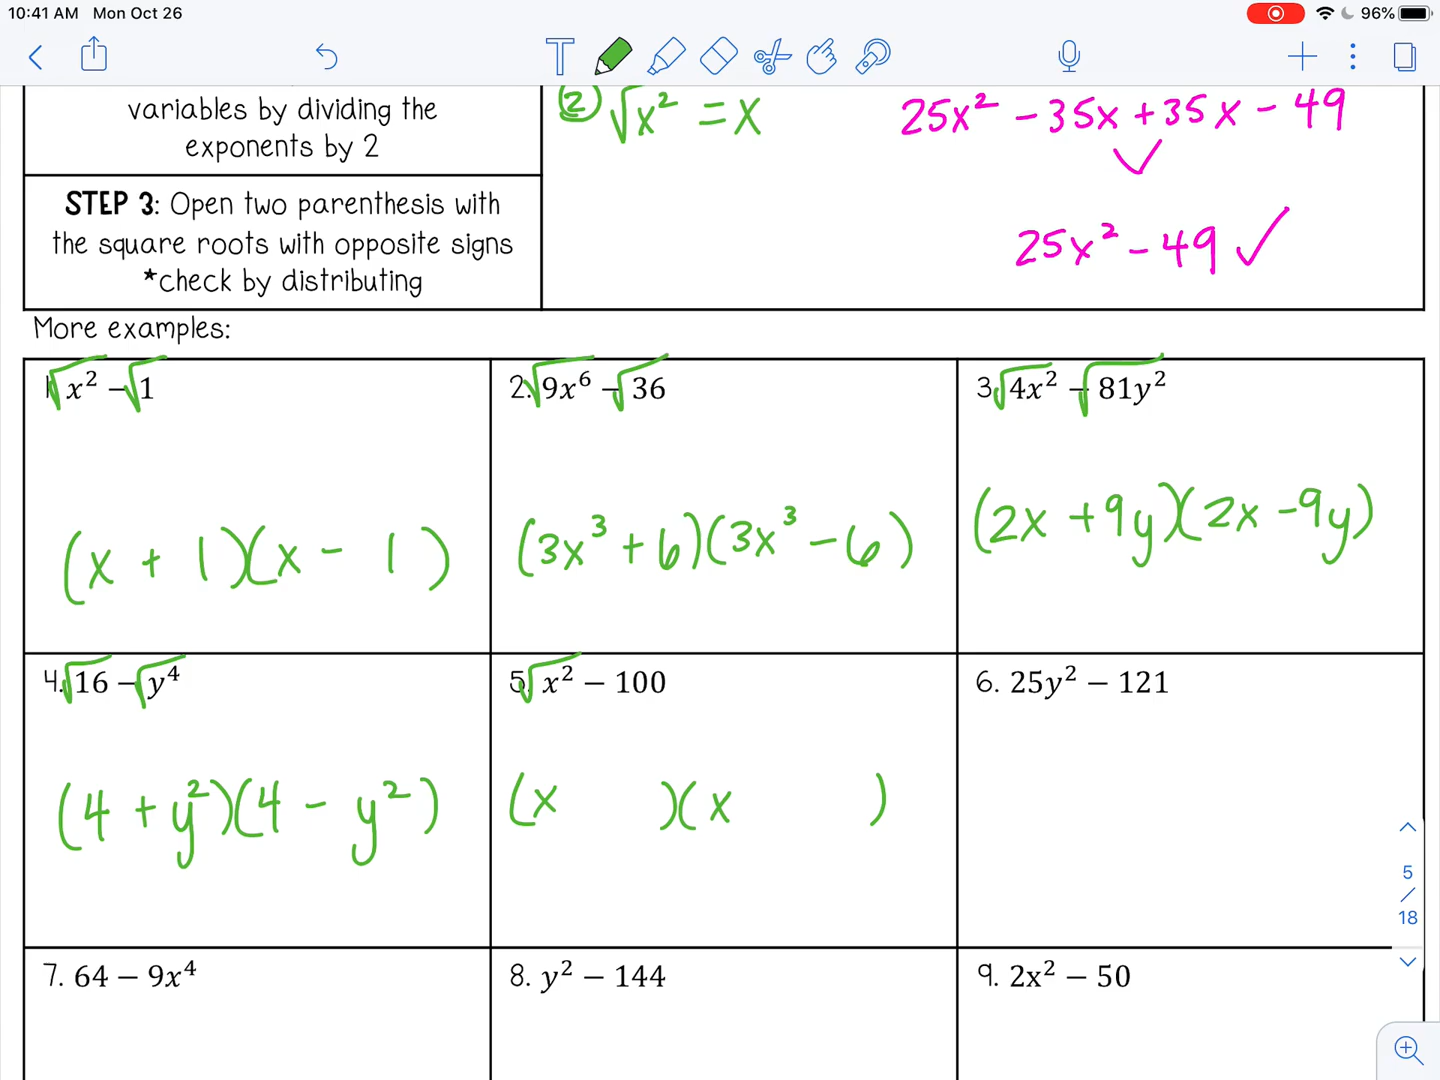 10:41 AM Mon Oct 26 96%
T
variables by dividing the
exponents by 2
② √x² = x
25x² - 35x + 35x - 49
STEP 3: Open two parenthesis with
the square roots with opposite signs
*check by distributing
25x² - 49 ✓
More examples:
1. √x² − √1
(x + 1)(x - 1)
2. √9x⁶ − √36
(3x³ + 6)(3x³ - 6)
3. √4x² − √81y²
(2x + 9y)(2x - 9y)
4. √16 − √y⁴
(4 + y²)(4 - y²)
5. √x² − 100
(x )(x )
6. 25y² − 121
7. 64 − 9x⁴
8. y² − 144
9. 2x² − 50
5
/
18